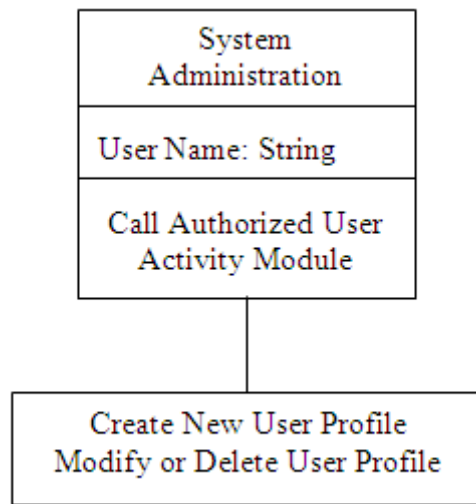 System
Administration
User Name: String
Call Authorized User
Activity Module
Create New User Profile
Modify or Delete User Profile